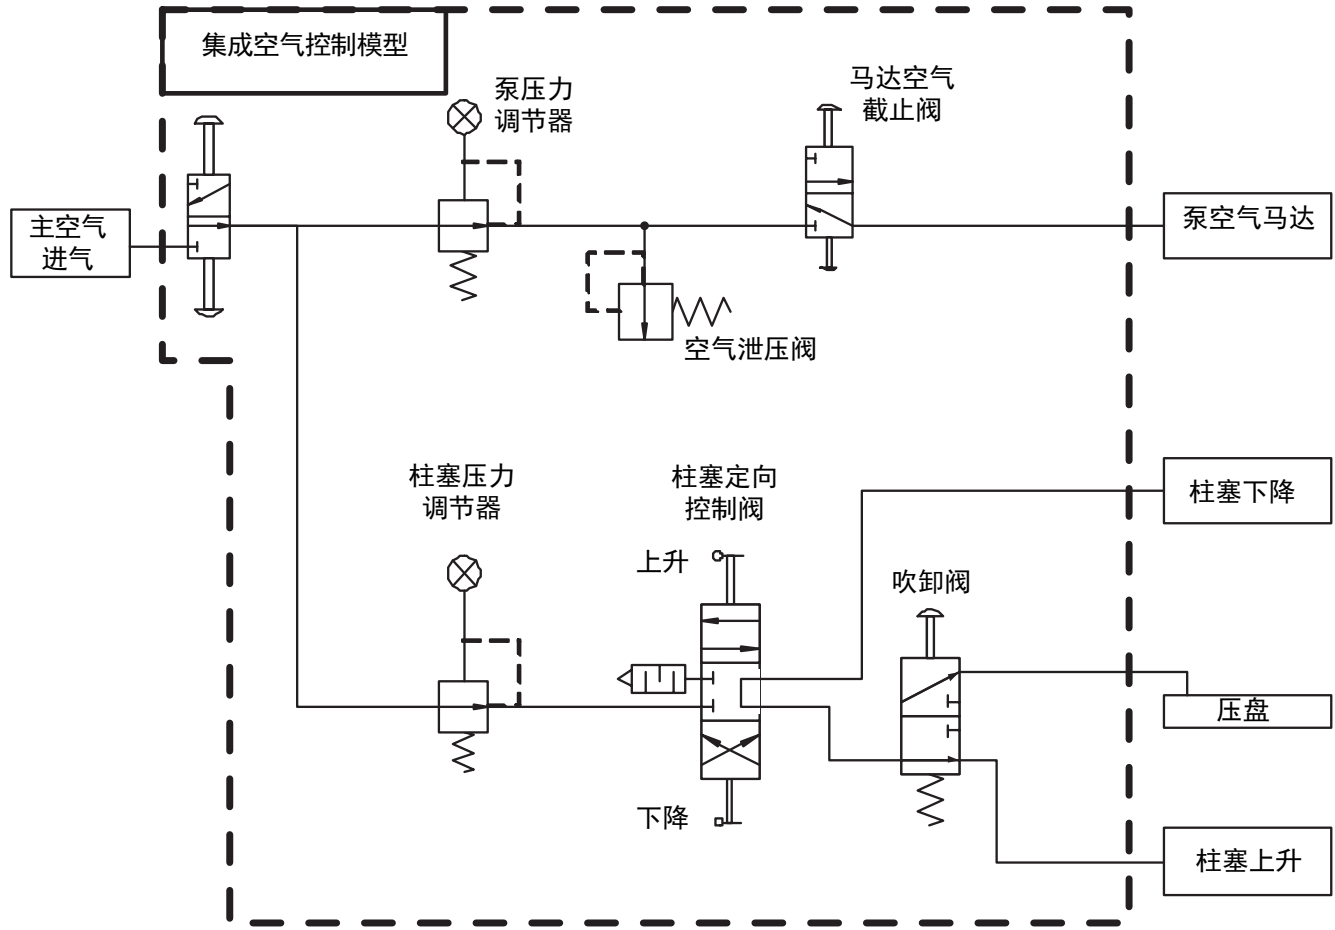 集成空气控制模型
泵压力
调节器
马达空气
截止阀
主空气
进气
泵空气马达
空气泄压阀
柱塞压力
调节器
柱塞定向
控制阀
柱塞下降
上升
吹卸阀
压盘
下降
柱塞上升